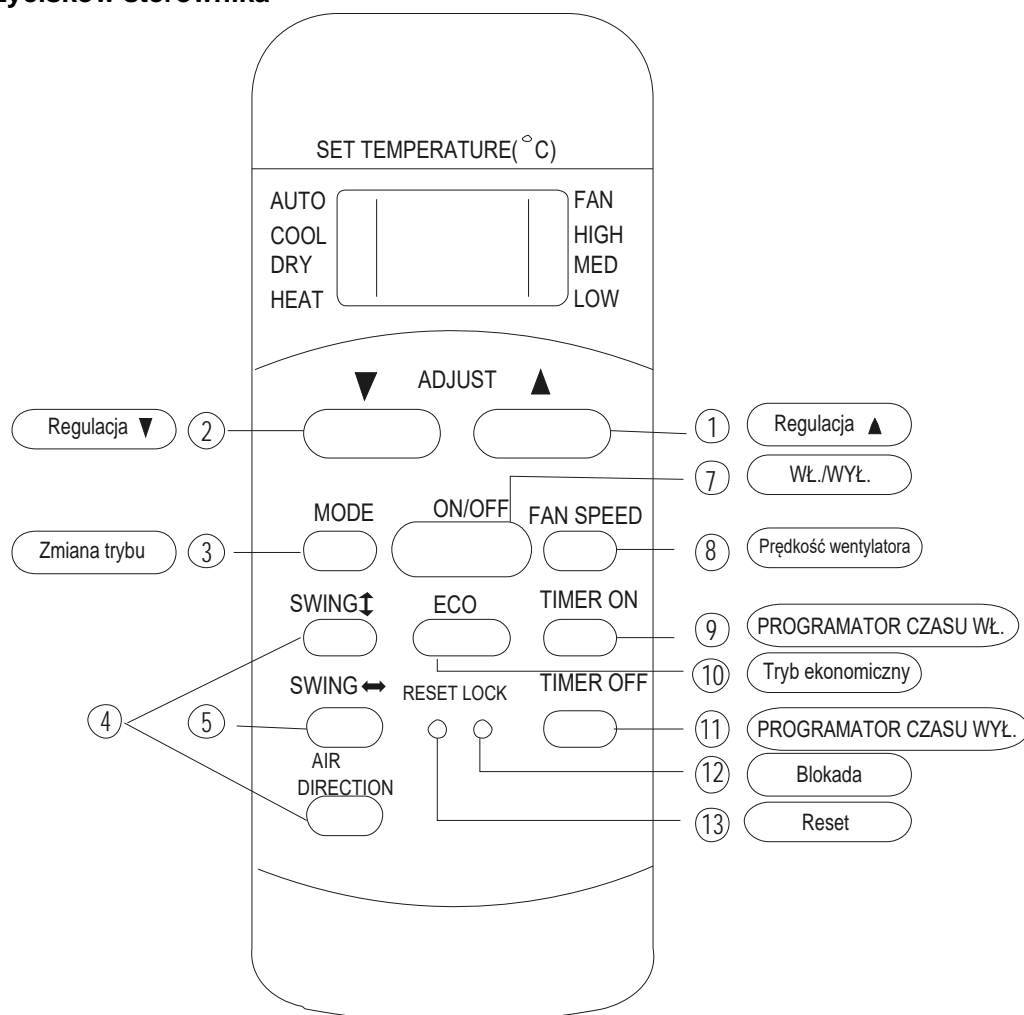 SET TEMPERATURE(°C)
AUTO
COOL
DRY
HEAT
FAN
HIGH
MED
LOW
▼ ADJUST ▲
Regulacja ▼ 2
1 Regulacja ▲
7 WŁ./WYŁ.
MODE
ON/OFF
FAN SPEED
Zmiana trybu 3
8 Prędkość wentylatora
SWING↕
ECO
TIMER ON
9 PROGRAMATOR CZASU WŁ.
10 Tryb ekonomiczny
SWING↔
RESET LOCK
TIMER OFF
4
5
11 PROGRAMATOR CZASU WYŁ.
AIR
DIRECTION
12 Blokada
13 Reset